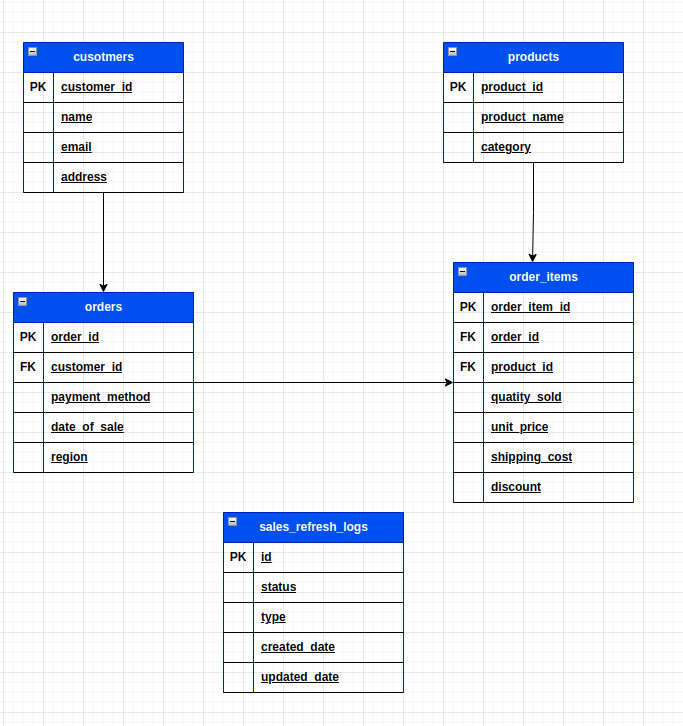 cusotmers
PK customer_id
name
email
address
products
PK product_id
product_name
category
orders
PK order_id
FK customer_id
payment_method
date_of_sale
region
order_items
PK order_item_id
FK order_id
FK product_id
quatity_sold
unit_price
shipping_cost
discount
sales_refresh_logs
PK id
status
type
created_date
updated_date